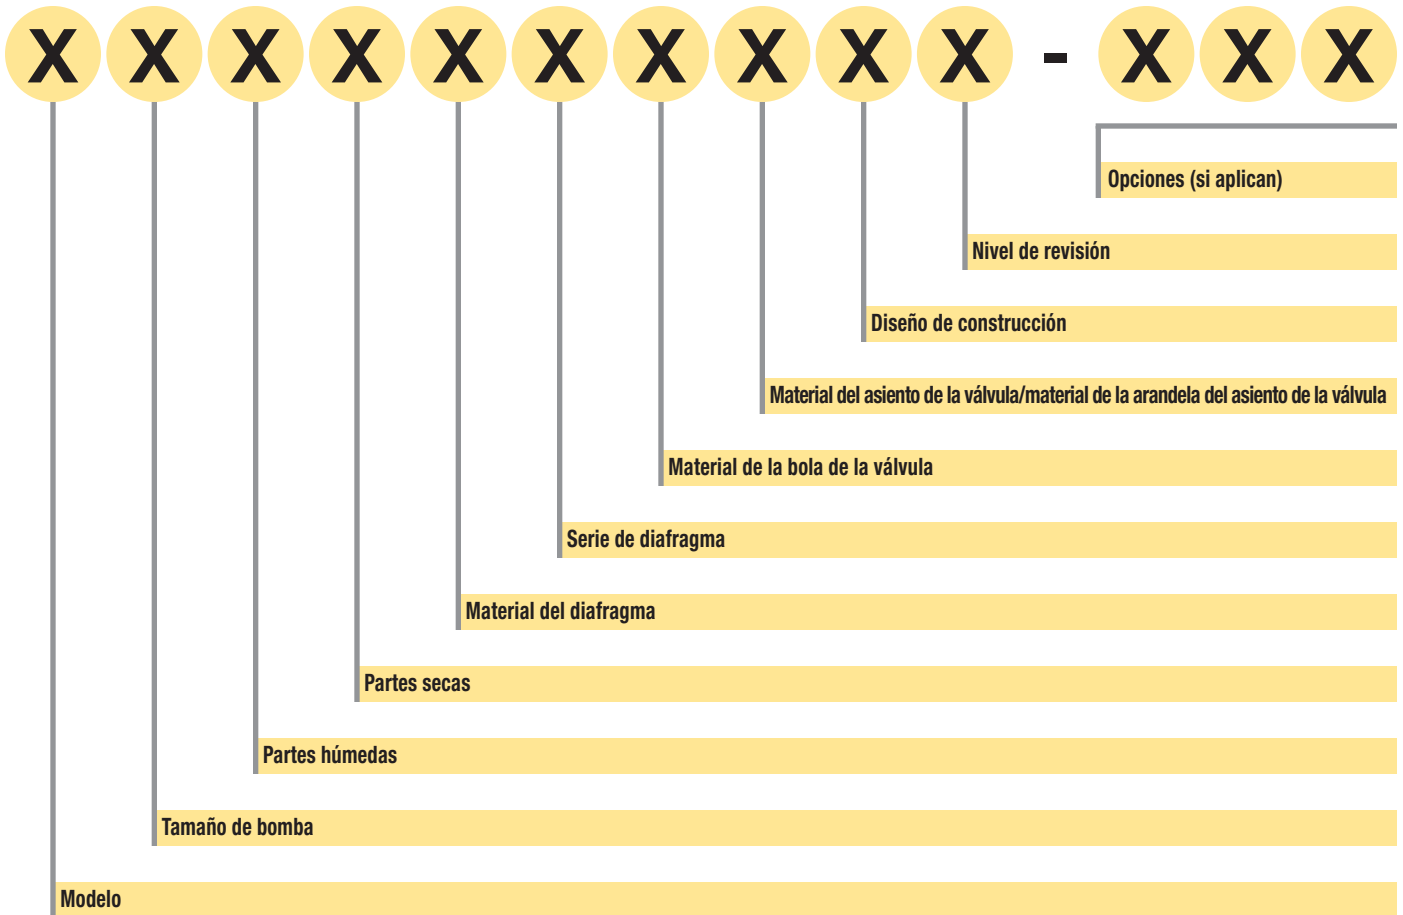 X X X X X X X X X X - X X X
Opciones (si aplican)
Nivel de revisión
Diseño de construcción
Material del asiento de la válvula/material de la arandela del asiento de la válvula
Material de la bola de la válvula
Serie de diafragma
Material del diafragma
Partes secas
Partes húmedas
Tamaño de bomba
Modelo